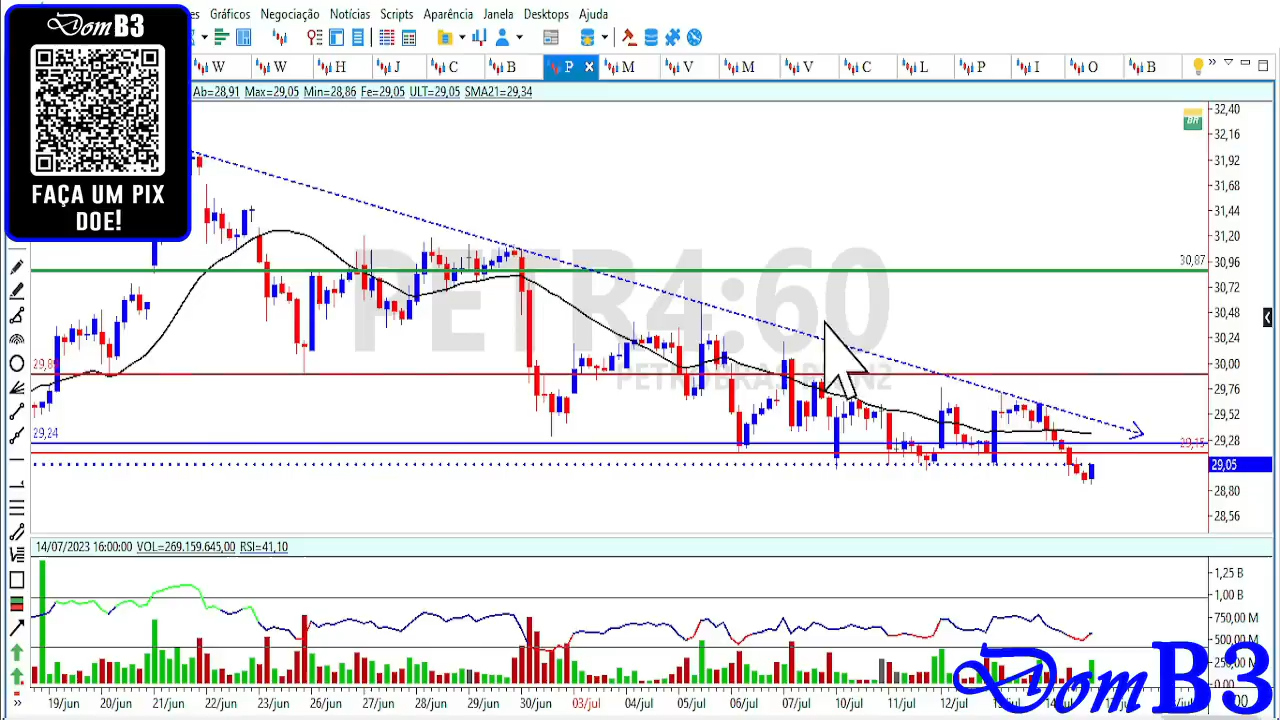 Gráficos Negociação Notícias Scripts Aparência Janela Desktops Ajuda
DomB3
FAÇA UM PIX
DOE!
W W H J C B P M V M V C L P I O B
Ab=28,91 Max=29,05 Min=28,86 Fe=29,05 ULT=29,05 SMA21=29,34
BR
32,40
32,16
31,92
31,68
31,44
31,20
30,96
30,72
30,48
30,24
30,00
29,76
29,52
29,28
29,05
28,80
28,56
30,87
29,24
29,15
PETR4:60
14/07/2023 16:00:00 VOL=269.159.645,00 RSI=41,10
1,25 B
1,00 B
750,00 M
500,00 M
0,00
19/jun 20/jun 21/jun 22/jun 23/jun 26/jun 27/jun 28/jun 29/jun 30/jun 03/jul 04/jul 05/jul 06/jul 07/jul 10/jul 11/jul 12/jul
DomB3